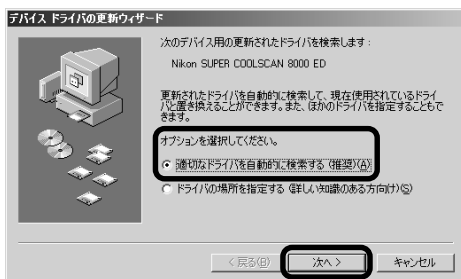 デバイス ドライバの更新ウィザード
次のデバイス用の更新されたドライバを検索します :
Nikon SUPER COOLSCAN 8000 ED
更新されたドライバを自動的に検索して、現在使用されているドライ
バと置き換えることができます。また、ほかのドライバを指定することもで
きます。
オプションを選択してください。
適切なドライバを自動的に検索する (推奨)(A)
ドライバの場所を指定する (詳しい知識のある方向け)(S)
< 戻る(B)
次へ >
キャンセル